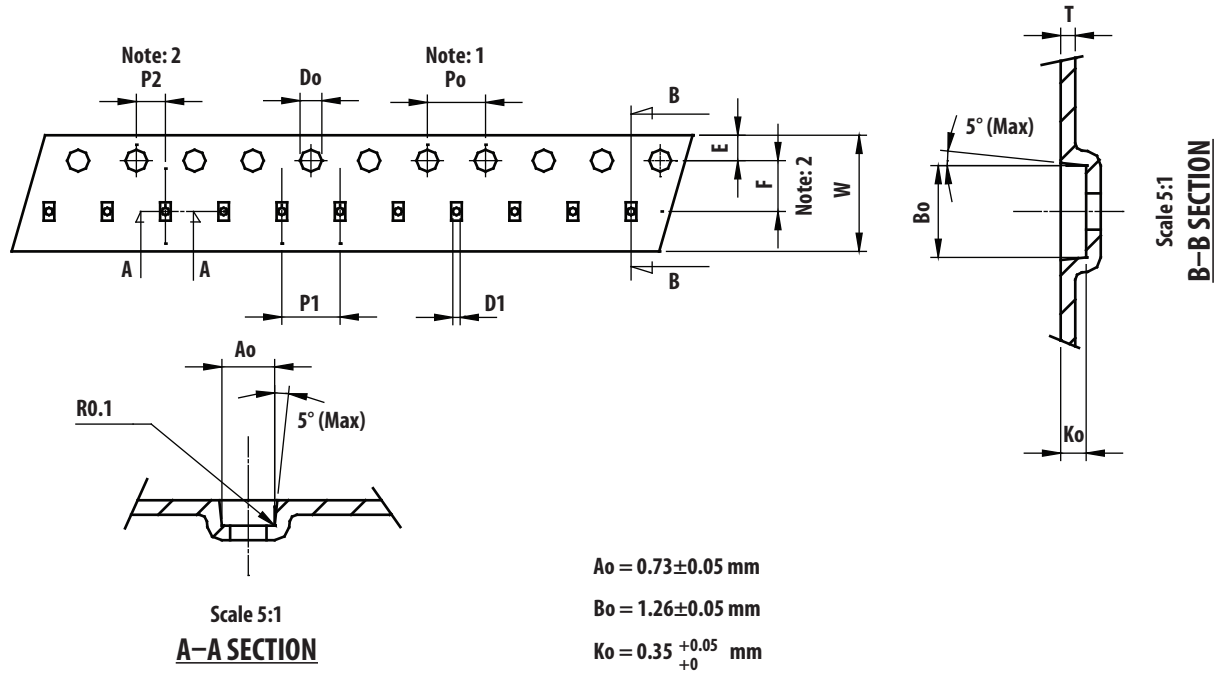 Note: 2
P2
Do
Note: 1
Po
B
E
F
Note: 2
W
A
A
P1
D1
B
T
5° (Max)
Bo
Ko
Scale 5:1
B–B SECTION
Ao
R0.1
5° (Max)
Scale 5:1
A–A SECTION
Ao = 0.73±0.05 mm
Bo = 1.26±0.05 mm
Ko = 0.35 +0.05 +0 mm